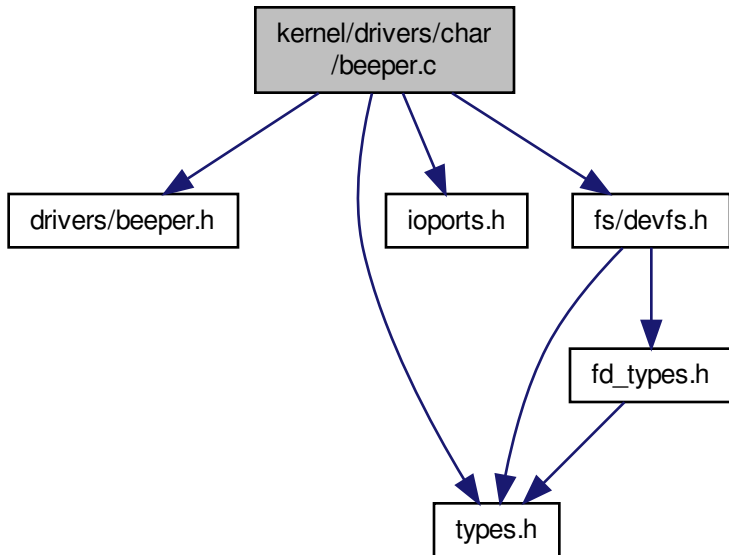 kernel/drivers/char
/beeper.c
drivers/beeper.h
ioports.h
fs/devfs.h
fd_types.h
types.h